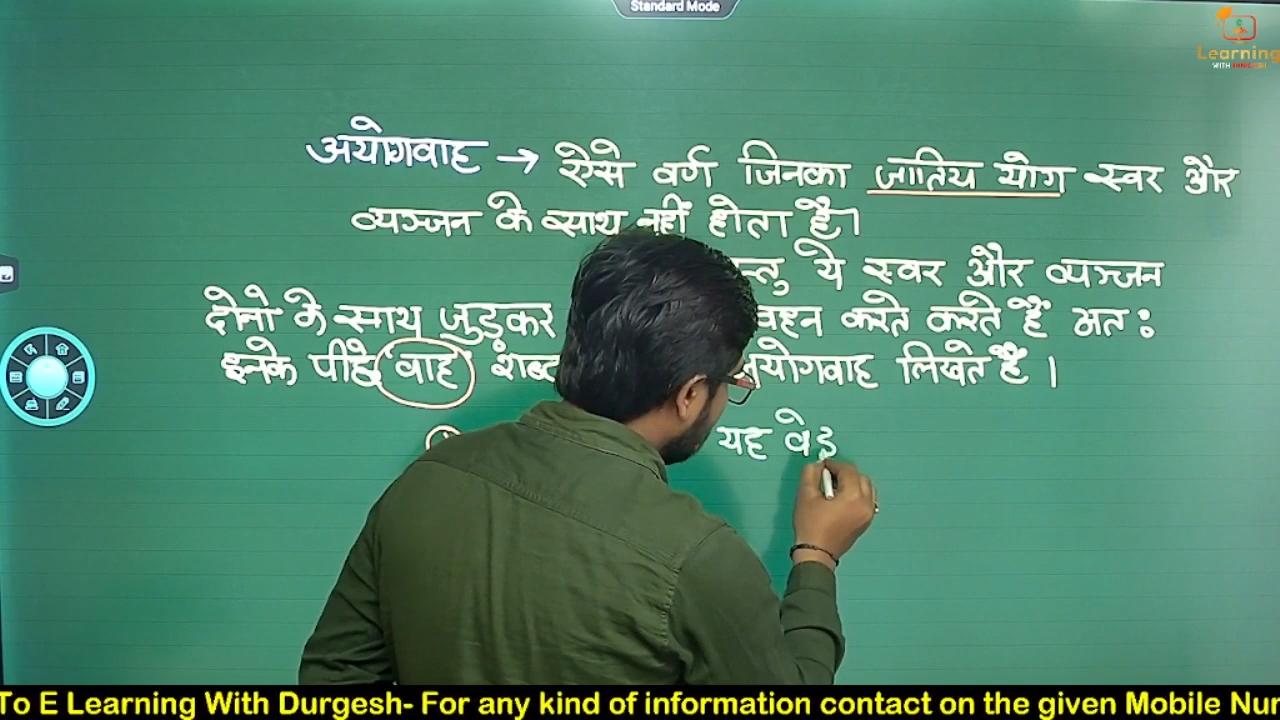 Standard Mode
Learning
WITH
अयोगवाह → ऐसे वर्ण जिनका जातिय योग स्वर और
व्यञ्जन के साथ नहीं होता है।
ये स्वर और व्यञ्जन
दोनो के साथ जुड़कर वहन करते करते हैं अतः
इनके पीछे 'वाह' अयोगवाह लिखते हैं ।
यह
To E Learning With Durgesh- For any kind of information contact on the given Mobile